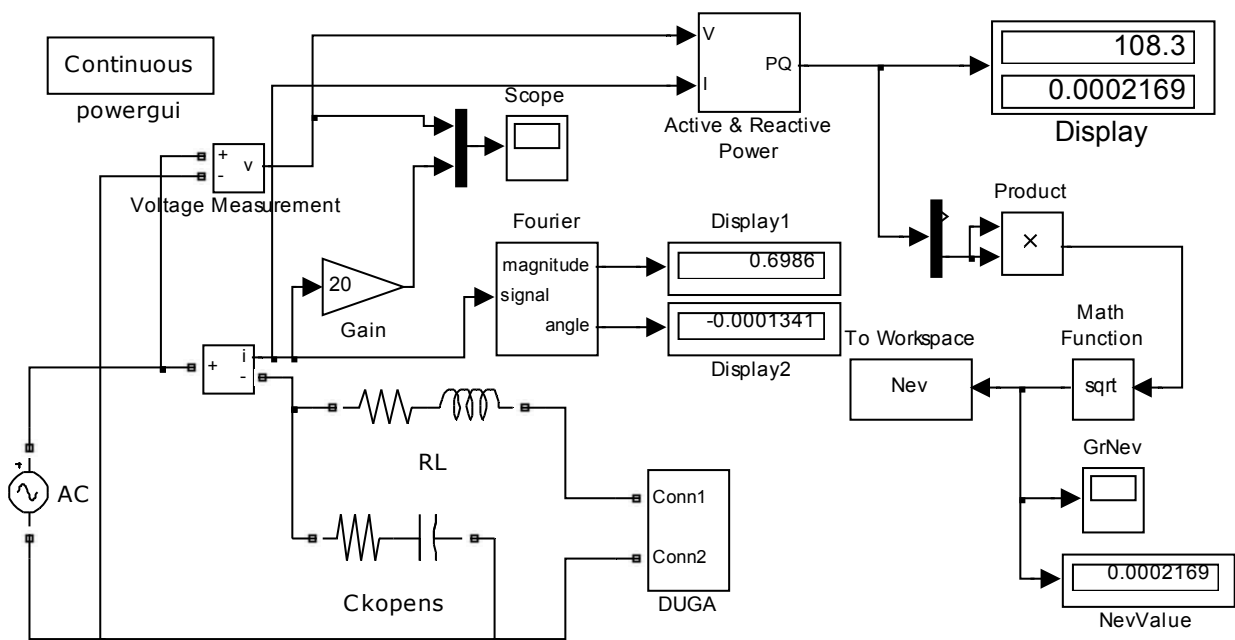 Continuous
powergui
+
-
v
Voltage Measurement
Scope
V
I
PQ
Active & Reactive
Power
108.3
0.0002169
Display
Product
×
Fourier
magnitude
signal
angle
Display1
0.6986
-0.0001341
Display2
20
Gain
+
i
-
To Workspace
Nev
Math
Function
sqrt
GrNev
RL
+
AC
Conn1
Conn2
DUGA
Ckopens
0.0002169
NevValue